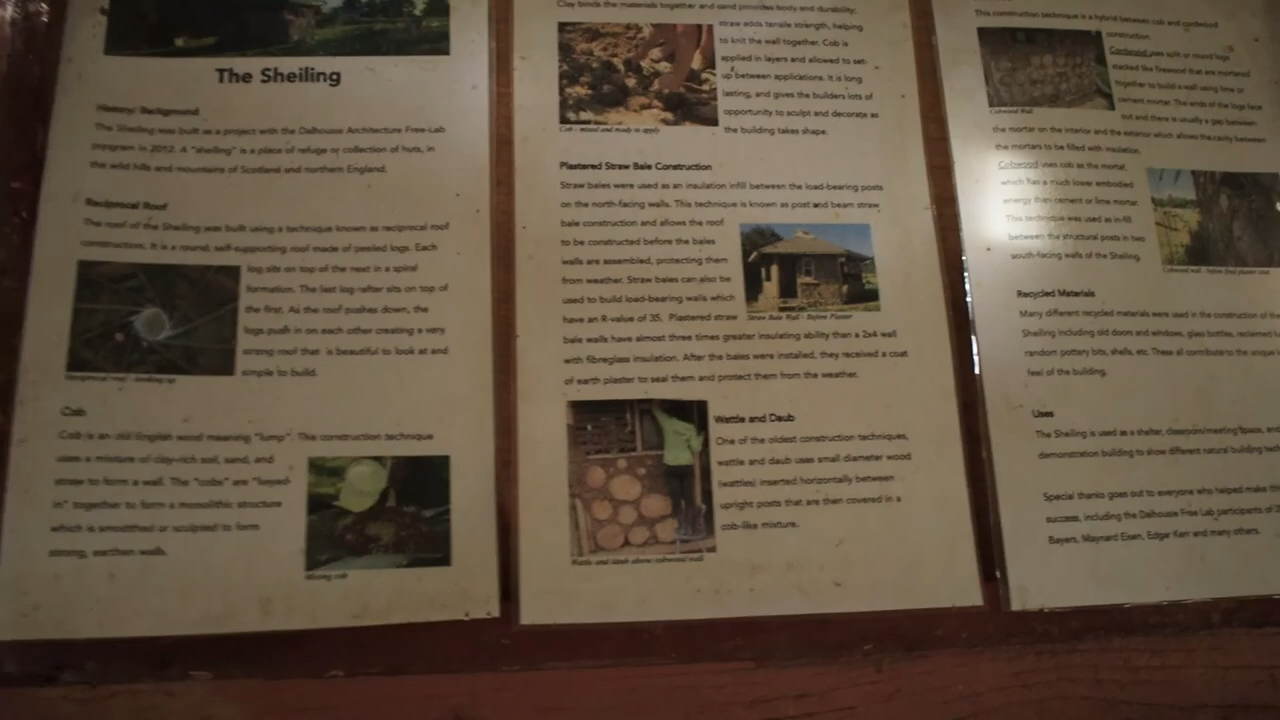 The Sheiling
History/ Background
The Sheiling was built as a project with the Dalhouse Architecture Free-Lab
program in 2012. A "sheiling" is a place of refuge or collection of huts, in
the wild hills and mountains of Scotland and northern England.
Reciprocal Roof
The roof of the Sheiling was built using a technique known as reciprocal roof
construction. It is a round, self-supporting roof made of peeled logs. Each
log sits on top of the next in a spiral
formation. The last log rafter sits on top of
the first. As the roof pushes down, the
logs push in on each other creating a very
strong roof that is beautiful to look at and
simple to build.
Reciprocal roof - looking up
Cob
Cob is an old English word meaning "lump". This construction technique
uses a mixture of clay-rich soil, sand, and
straw to form a wall. The "cobs" are "keyed-
in" together to form a monolithic structure
which is smoothed or sculpted to form
strong, earthen walls.
Mixing cob
Clay binds the materials together and sand provides body and durability;
straw adds tensile strength, helping
to knit the wall together. Cob is
applied in layers and allowed to set-
up between applications. It is long
lasting, and gives the builders lots of
opportunity to sculpt and decorate as
the building takes shape.
Cob - mixed and ready to apply
Plastered Straw Bale Construction
Straw bales were used as an insulation infill between the load-bearing posts
on the north-facing walls. This technique is known as post and beam straw
bale construction and allows the roof
to be constructed before the bales
walls are assembled, protecting them
from weather. Straw bales can also be
used to build load-bearing walls which
have an R-value of 35. Plastered straw
Straw Bale Wall - Before Plaster
bale walls have almost three times greater insulating ability than a 2x4 wall
with fibreglass insulation. After the bales were installed, they received a coat
of earth plaster to seal them and protect them from the weather.
Wattle and Daub
One of the oldest construction techniques,
wattle and daub uses small diameter wood
(wattles) inserted horizontally between
upright posts that are then covered in a
cob-like mixture.
Wattle and daub above cobwood wall
This construction technique is a hybrid between cob and cordwood
construction.
Cordwood uses split or round logs
stacked like firewood that are mortared
together to build a wall using lime or
cement mortar. The ends of the logs face
out and there is usually a gap between
Cobwood Wall
the mortar on the interior and the exterior which allows the cavity between
the mortars to be filled with insulation.
Cobwood uses cob as the mortar,
which has a much lower embodied
energy than cement or lime mortar.
This technique was used as in-fill
between the structural posts in two
south-facing walls of the Sheiling.
Cobwood wall - before final plaster coat
Recycled Materials
Many different recycled materials were used in the construction of the
Sheiling including old doors and windows, glass bottles, reclaimed
random pottery bits, shells, etc. These all contribute to the unique
feel of the building.
Uses
The Sheiling is used as a shelter, classroom/meeting space, and
demonstration building to show different natural building
Special thanks goes out to everyone who helped make this
success, including the Dalhousie Free Lab participants of
Bayers, Maynard Eisen, Edgar Kerr and many others.